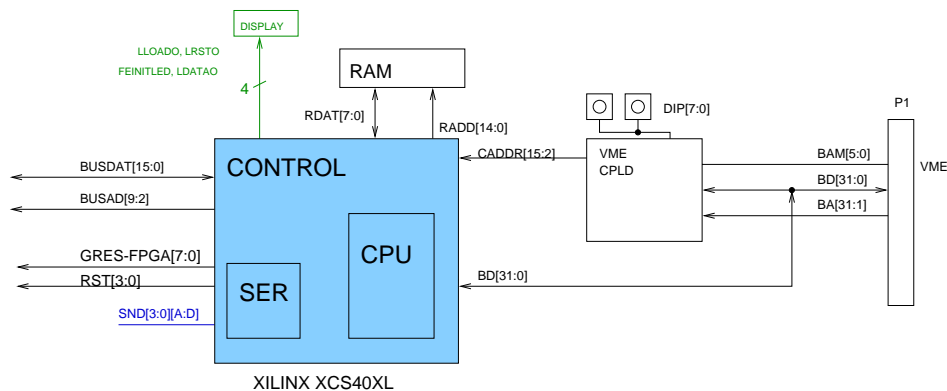 DISPLAY
LLOADO, LRSTO
FEINITLED, LDATAO
4
RAM
RDAT[7:0]
RADD[14:0]
DIP[7:0]
P1
CONTROL
CADDR[15:2]
VME
CPLD
BAM[5:0]
VME
BUSDAT[15:0]
BD[31:0]
BUSAD[9:2]
BA[31:1]
CPU
GRES-FPGA[7:0]
RST[3:0]
SER
BD[31:0]
SND[3:0][A:D]
XILINX XCS40XL